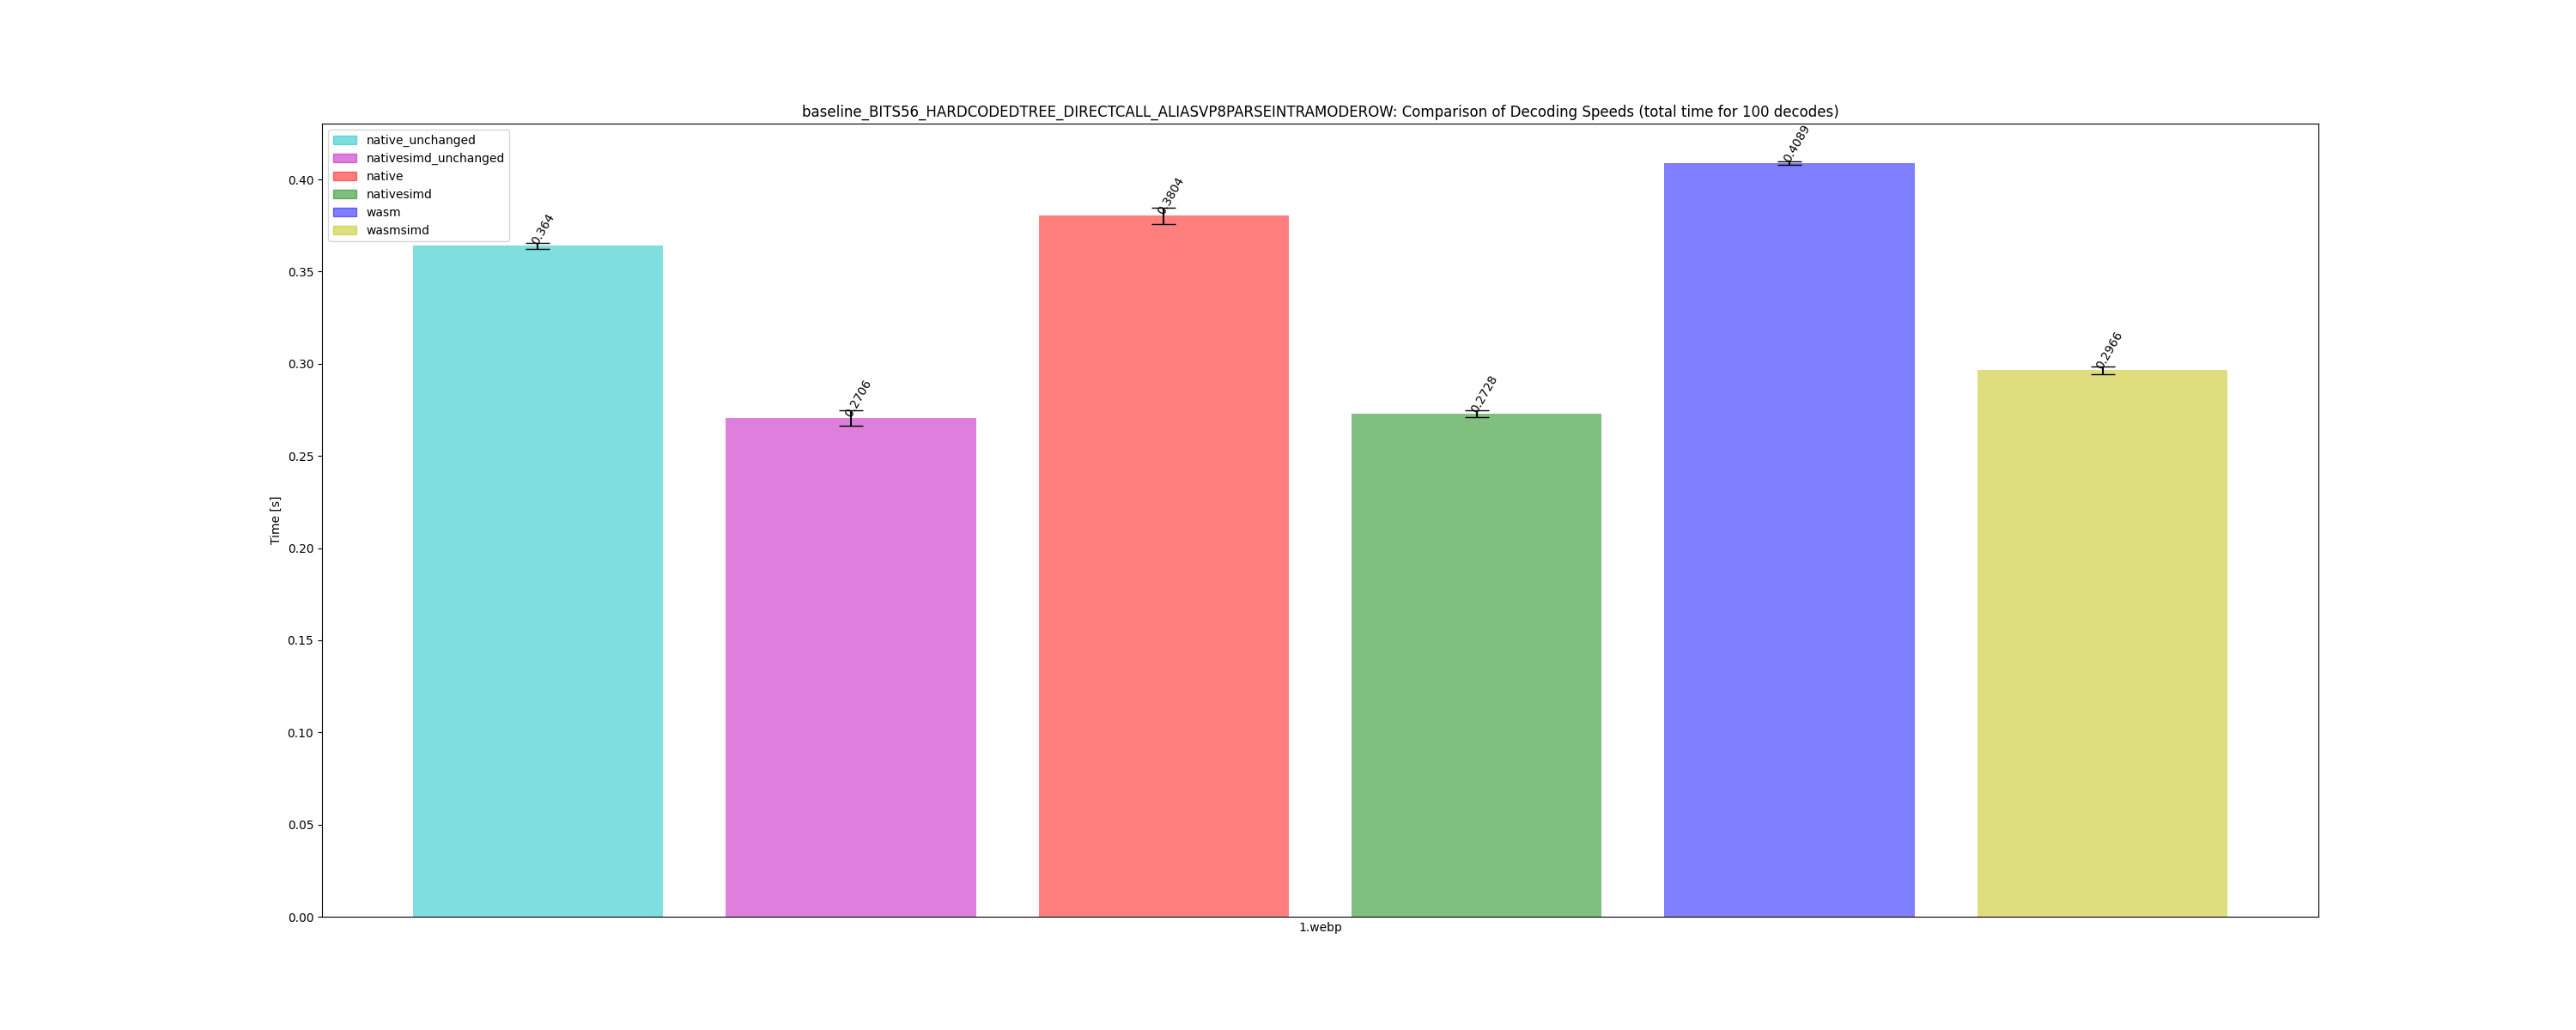 baseline_BITS56_HARDCODEDTREE_DIRECTCALL_ALIASVP8PARSEINTRAMODEROW: Comparison of Decoding Speeds (total time for 100 decodes)
native_unchanged
nativesimd_unchanged
native
nativesimd
wasm
wasmsimd
0.364
0.2706
0.3804
0.2728
0.4089
0.2966
Time [s]
0.40
0.35
0.30
0.25
0.20
0.15
0.10
0.05
0.00
1.webp